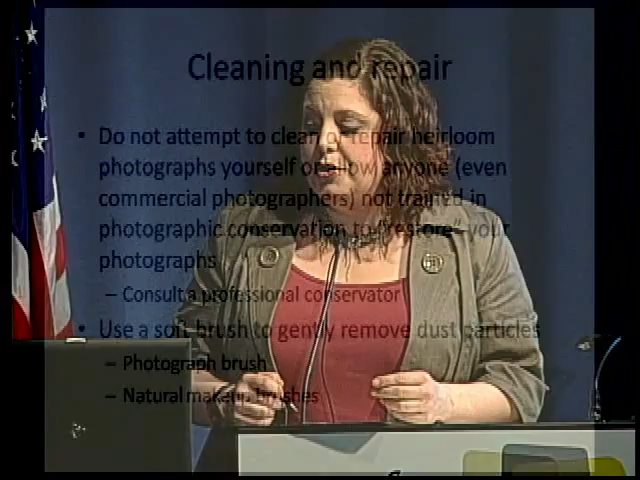 Cleaning and repair
• Do not attempt to clean or repair heirloom
photographs yourself or allow anyone (even
commercial photographers) not trained in
photographic conservation to "restore" your
photographs
– Consult a professional conservator
• Use a soft brush to gently remove dust particles
– Photograph brush
– Natural makeup brushes